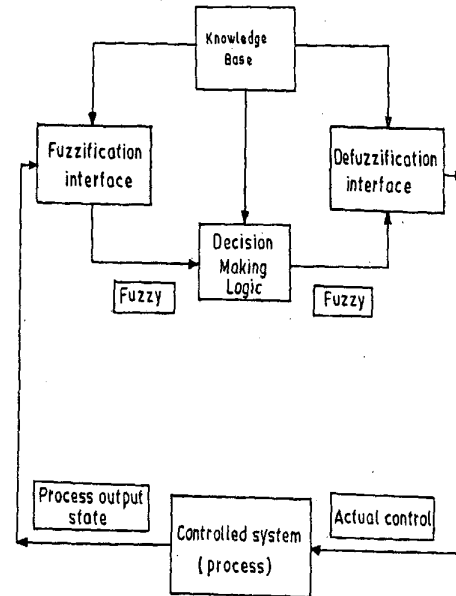 Knowledge
Base
Fuzzification
interface
Defuzzification
interface
Decision
Making
Logic
Fuzzy
Fuzzy
Process output
state
Controlled system
(process)
Actual control